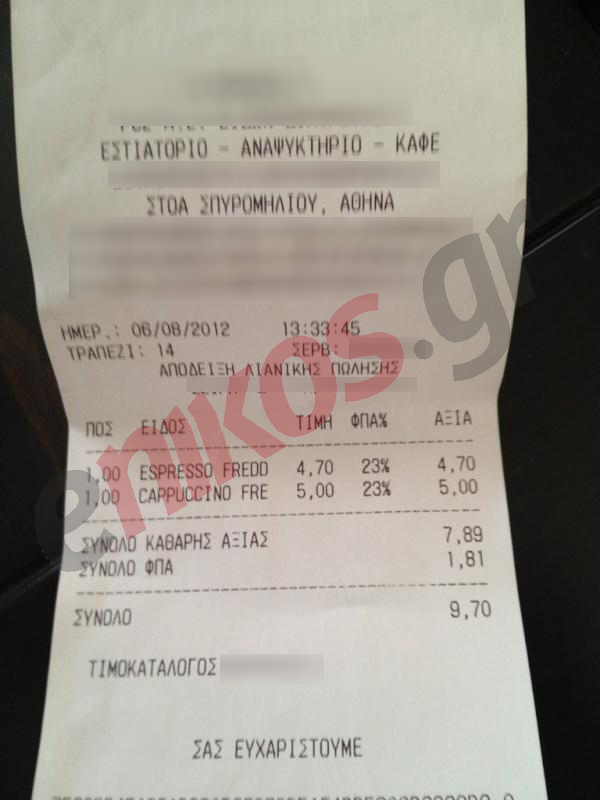 ΕΣΤΙΑΤΟΡΙΟ - ΑΝΑΨΥΚΤΗΡΙΟ - ΚΑΦΕ
ΣΤΟΑ ΣΠΥΡΟΜΗΛΙΟΥ, ΑΘΗΝΑ
ΗΜΕΡ.: 06/08/2012 13:33:45
ΤΡΑΠΕΖΙ: 14 ΣΕΡΒ:
ΑΠΟΔΕΙΞΗ ΛΙΑΝΙΚΗΣ ΠΩΛΗΣΗΣ
ΠΟΣ ΕΙΔΟΣ ΤΙΜΗ ΦΠΑ% ΑΞΙΑ
1,00 ESPRESSO FREDD 4,70 23% 4,70
1,00 CAPPUCCINO FRE 5,00 23% 5,00
ΣΥΝΟΛΟ ΚΑΘΑΡΗΣ ΑΞΙΑΣ 7,89
ΣΥΝΟΛΟ ΦΠΑ 1,81
ΣΥΝΟΛΟ 9,70
ΤΙΜΟΚΑΤΑΛΟΓΟΣ
ΣΑΣ ΕΥΧΑΡΙΣΤΟΥΜΕ
enikos.gr